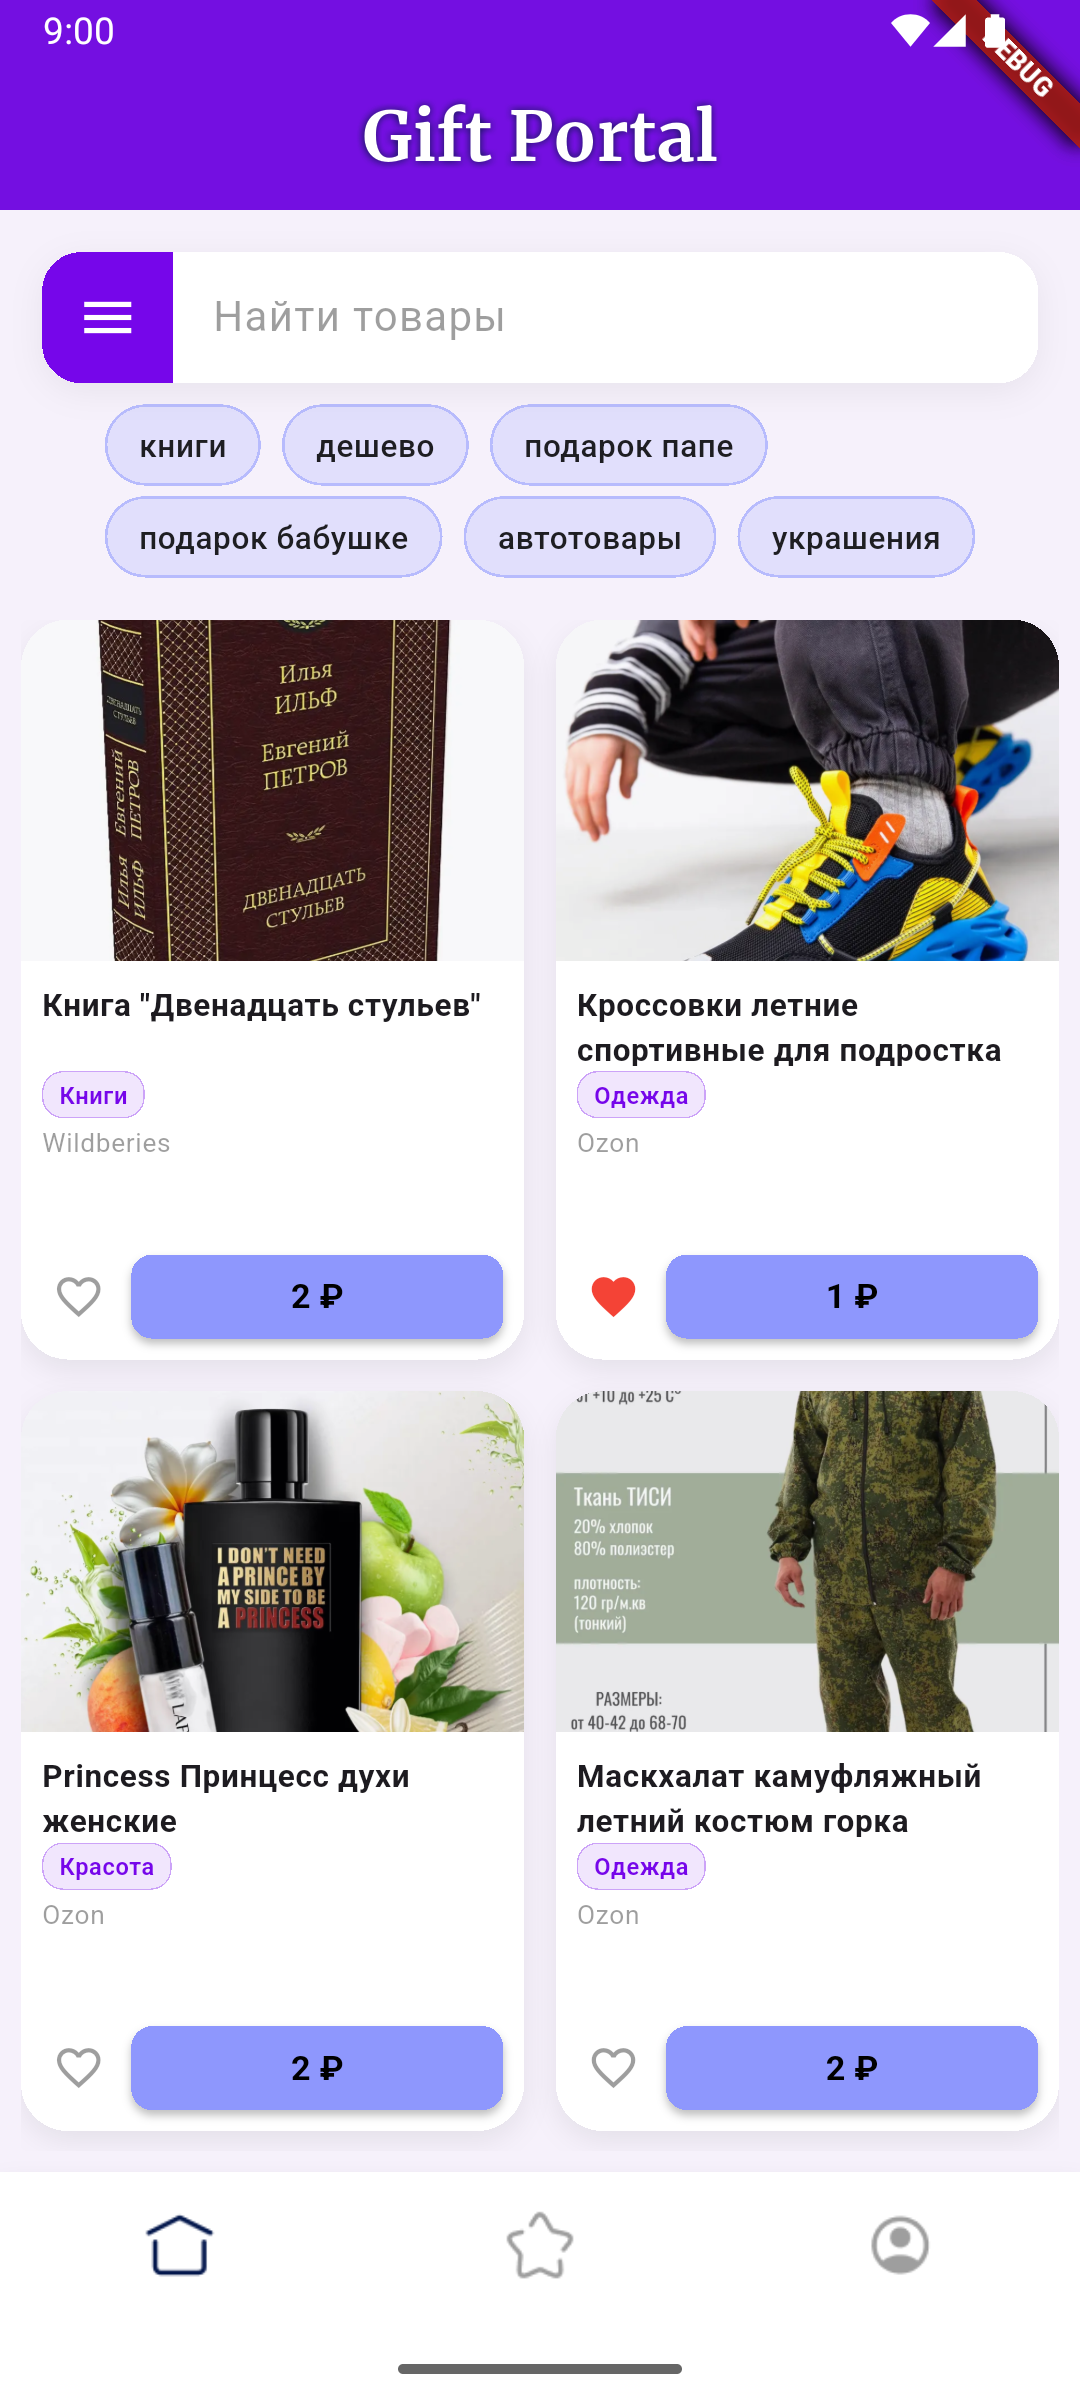 9:00
EBUG
Gift Portal
Найти товары
книги
дешево
подарок папе
подарок бабушке
автотовары
украшения
Илья
ИЛЬФ
Евгений
ПЕТРОВ
ДВЕНАДЦАТЬ
СТУЛЬЕВ
ДВЕНАДЦАТЬ
СТУЛЬЕВ
Евгений
ПЕТРОВ
Илья
ИЛЬФ
Книга "Двенадцать стульев"
Книги
Wildberies
2 ₽
Кроссовки летние
спортивные для подростка
Одежда
Ozon
1 ₽
I DON'T NEED
A PRINCE BY
MY SIDE TO BE
A PRINCESS
LAB
Princess Принцесс духи
женские
Красота
Ozon
2 ₽
от +10 до +25 C°
Ткань ТИСИ
20% хлопок
80% полиэстер
плотность:
120 гр/м.кв
(тонкий)
РАЗМЕРЫ:
от 40-42 до 68-70
Маскхалат камуфляжный
летний костюм горка
Одежда
Ozon
2 ₽